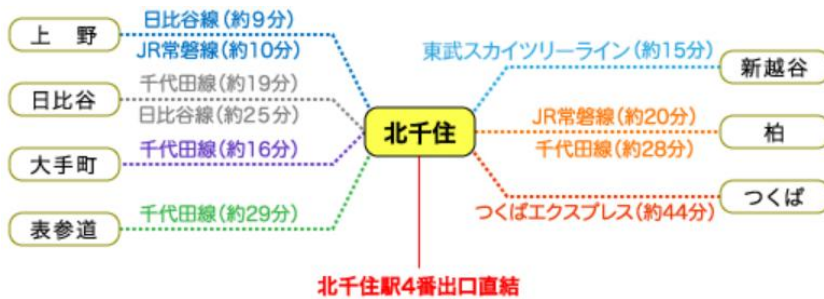 上野
日比谷線(約9分)
JR常磐線(約10分)
日比谷
千代田線(約19分)
日比谷線(約25分)
大手町
千代田線(約16分)
表参道
千代田線(約29分)
北千住
東武スカイツリーライン(約15分)
新越谷
JR常磐線(約20分)
千代田線(約28分)
柏
つくば
つくばエクスプレス(約44分)
北千住駅4番出口直結